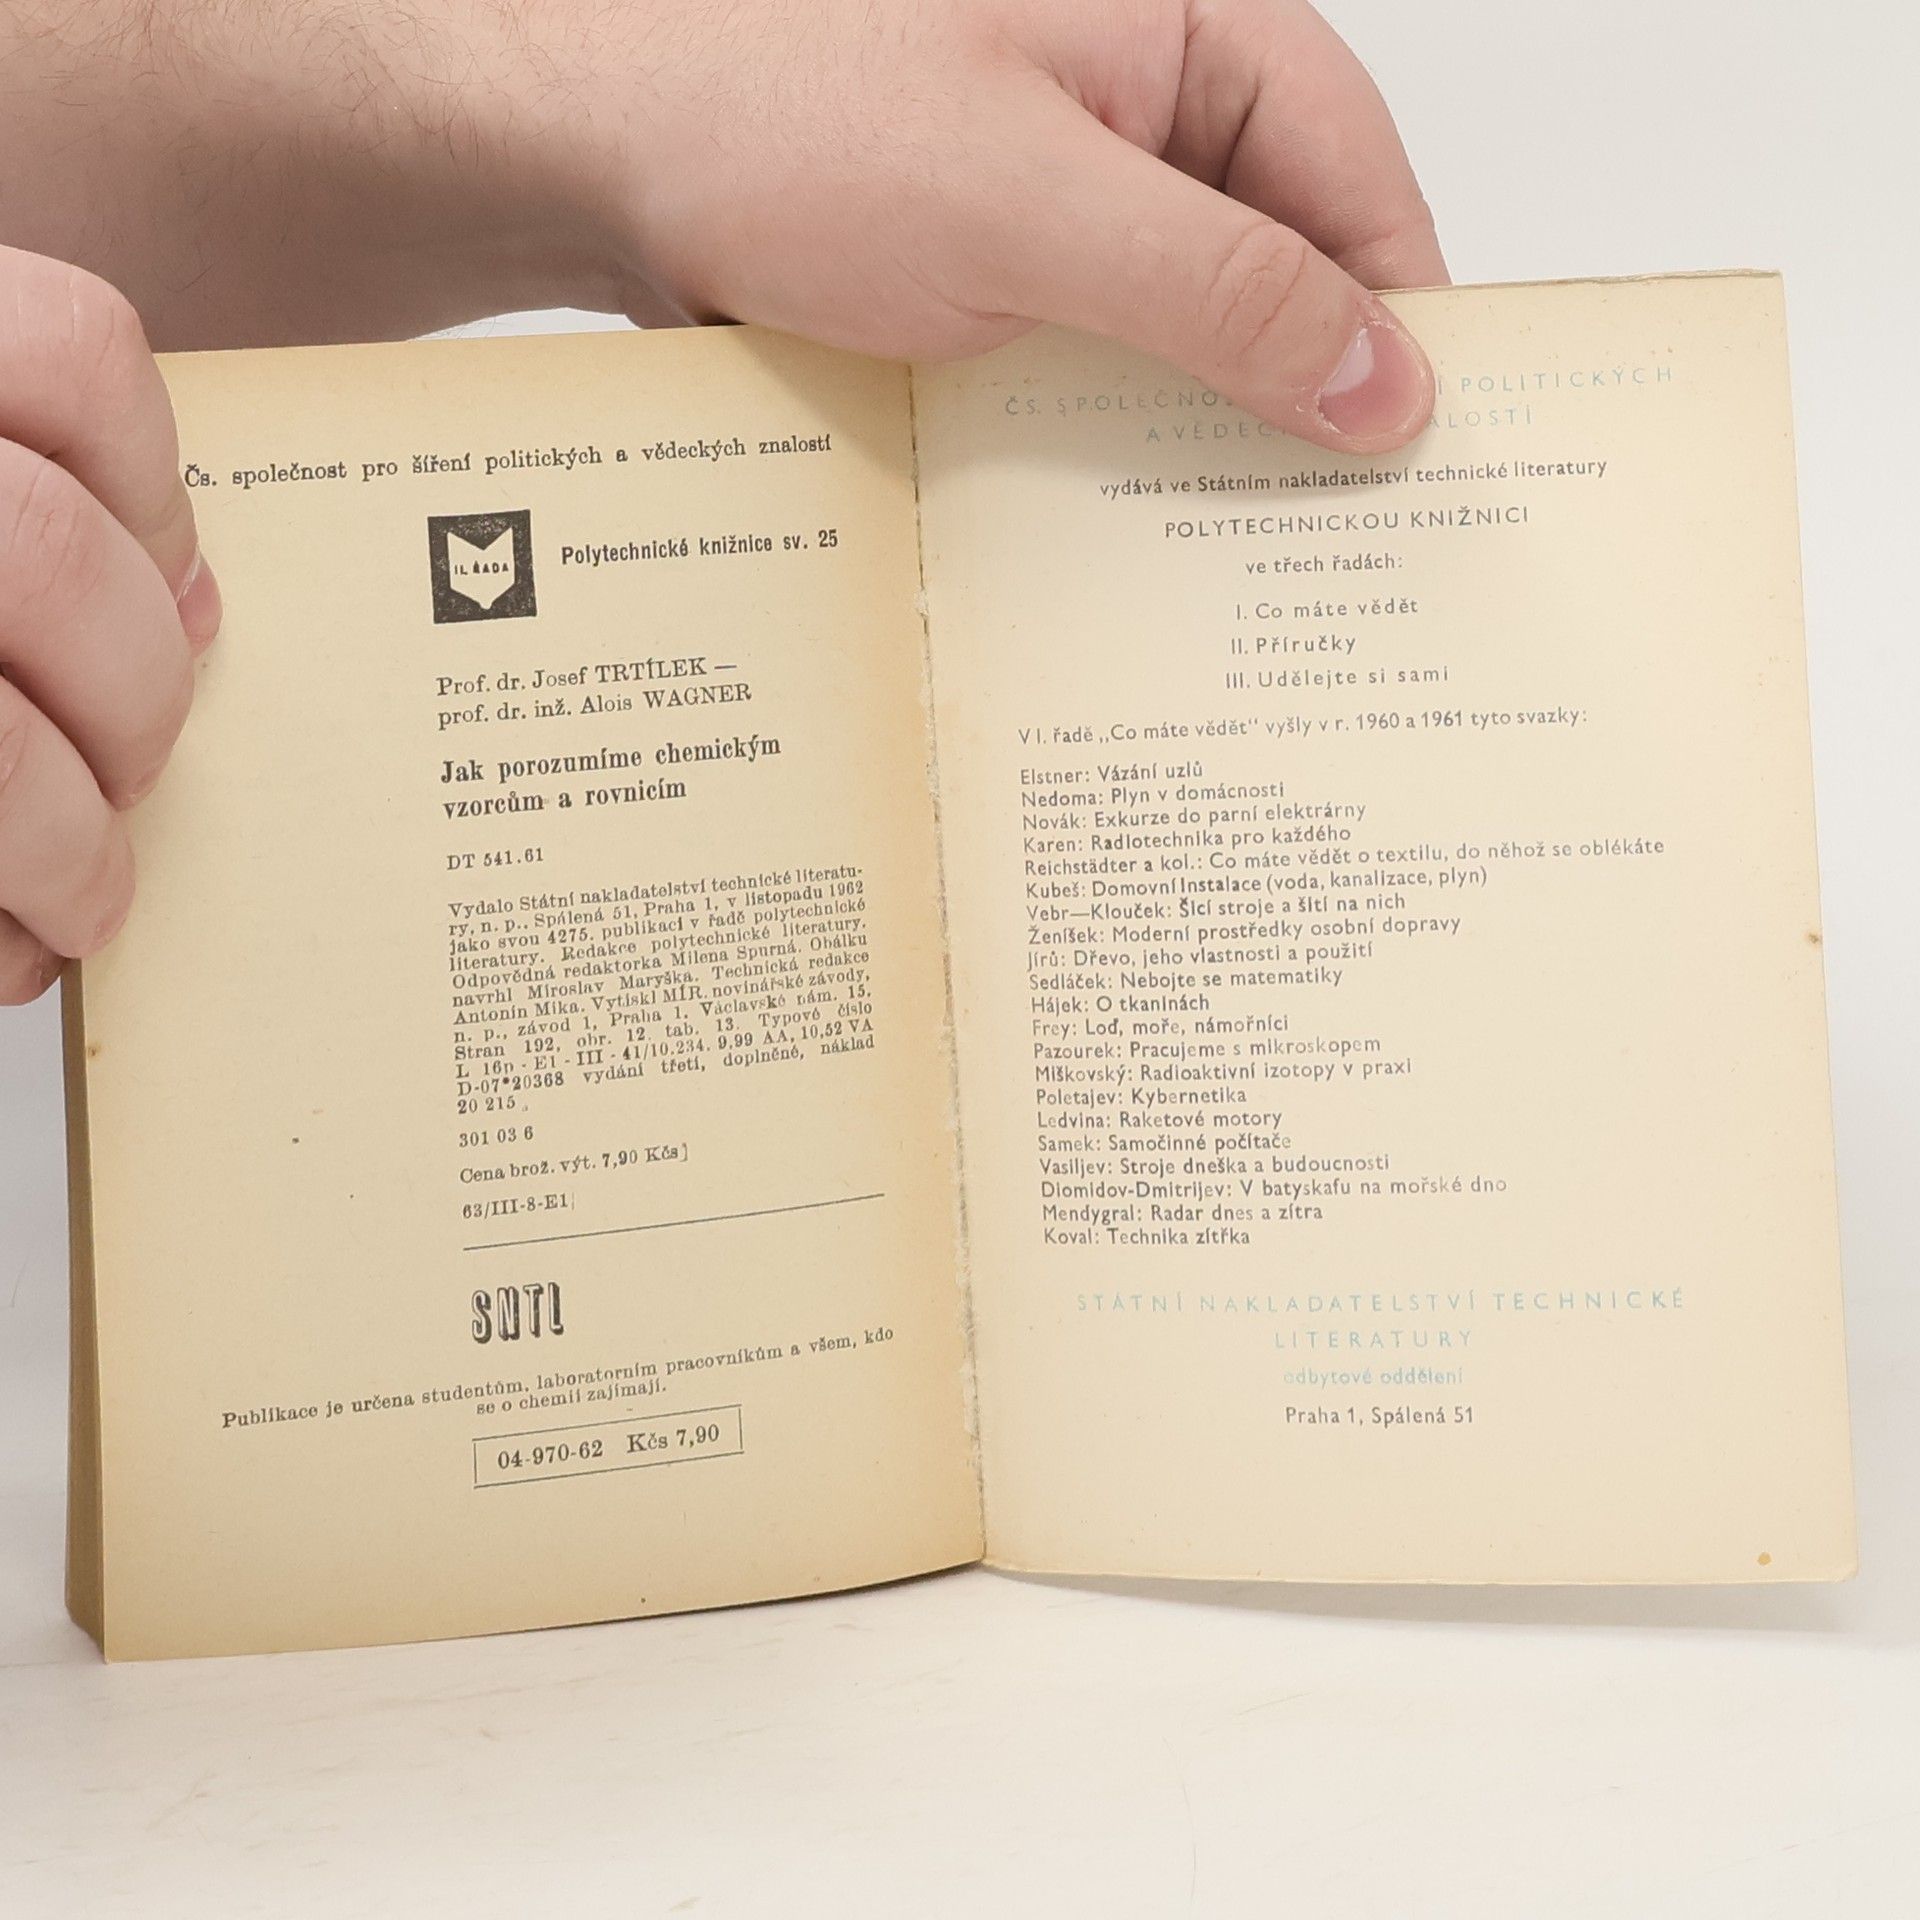 Čs. společnost pro šíření politických a vědeckých znalostí
II. ŘADA
Polytechnické knižnice sv. 25
Prof. dr. Josef TRTÍLEK —
prof. dr. inž. Alois WAGNER
Jak porozumíme chemickým
vzorcům a rovnicím
DT 541.61
Vydalo Státní nakladatelství technické literatu-
ry, n. p., Spálená 51, Praha 1, v listopadu 1962
jako svou 4275. publikaci v řadě polytechnické
literatury. Redakce polytechnické literatury.
Odpovědná redaktorka Milena Spurná. Obálku
navrhl Miroslav Maryška. Technická redakce
Antonín Mika. Vytiskl MÍR, novinářské závody,
n. p., závod 1, Praha 1, Václavské nám. 15.
Stran 192, obr. 12, tab. 13. Typové číslo
L 16p - E1 - III - 41/10.234. 9,99 AA, 10,52 VA
D-07*20368 vydání třetí, doplněné, náklad
20 215
301 03 6
Cena brož. výt. 7,90 Kčs]
63/III-8-E1
SNTL
Publikace je určena studentům, laboratorním pracovníkům a všem, kdo
se o chemii zajímají.
04-970-62 Kčs 7,90
ČS. POLITICKÝCH
A
vydává ve Státním nakladatelství technické literatury
POLYTECHNICKOU KNIŽNICI
ve třech řadách:
I. Co máte vědět
II. Příručky
III. Udělejte si sami
V I. řadě „Co máte vědět“ vyšly v r. 1960 a 1961 tyto svazky:
Elstner: Vázání uzlů
Nedoma: Plyn v domácnosti
Novák: Exkurze do parní elektrárny
Karen: Radiotechnika pro každého
Reichstädter a kol.: Co máte vědět o textilu, do něhož se oblékáte
Kubeš: Domovní Instalace (voda, kanalizace, plyn)
Vebr—Klouček: Šicí stroje a šití na nich
Ženíšek: Moderní prostředky osobní dopravy
Jírů: Dřevo, jeho vlastnosti a použití
Sedláček: Nebojte se matematiky
Hájek: O tkaninách
Frey: Loď, moře, námořníci
Pazourek: Pracujeme s mikroskopem
Miškovský: Radioaktivní izotopy v praxi
Poletajev: Kybernetika
Ledvina: Raketové motory
Samek: Samočinné počítače
Vasiljev: Stroje dneška a budoucnosti
Diomidov-Dmitrijev: V batyskafu na mořské dno
Mendygral: Radar dnes a zítra
Koval: Technika zítřka
STÁTNÍ NAKLADATELSTVÍ TECHNICKÉ
LITERATURY
odbytové oddělení
Praha 1, Spálená 51